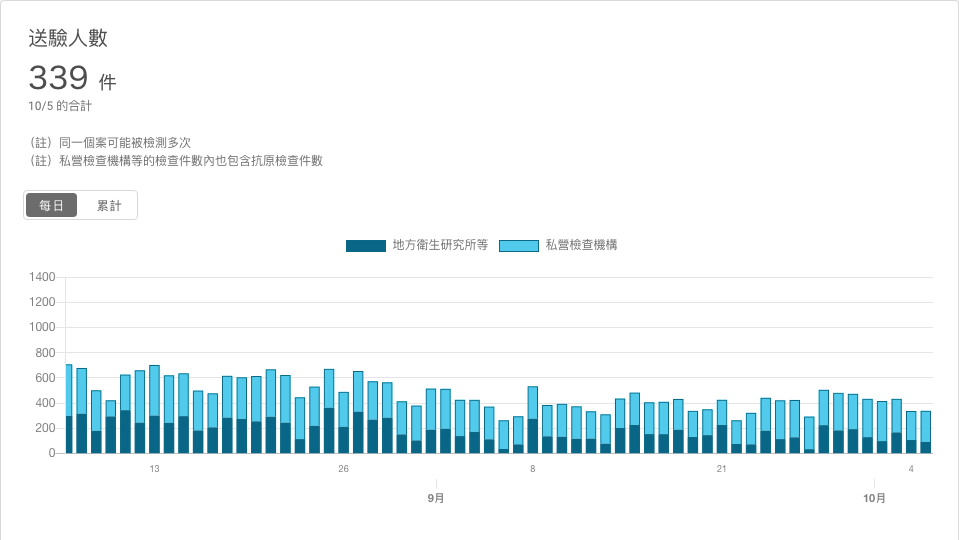 送驗人數
339 件
10/5 的合計
（註）同一個案可能被檢測多次
（註）私營檢查機構等的檢查件數內也包含抗原檢查件數
每日 累計
地方衛生研究所等 私營檢查機構
1400
1200
1000
800
600
400
200
0
13 26 8 21 4
9月 10月